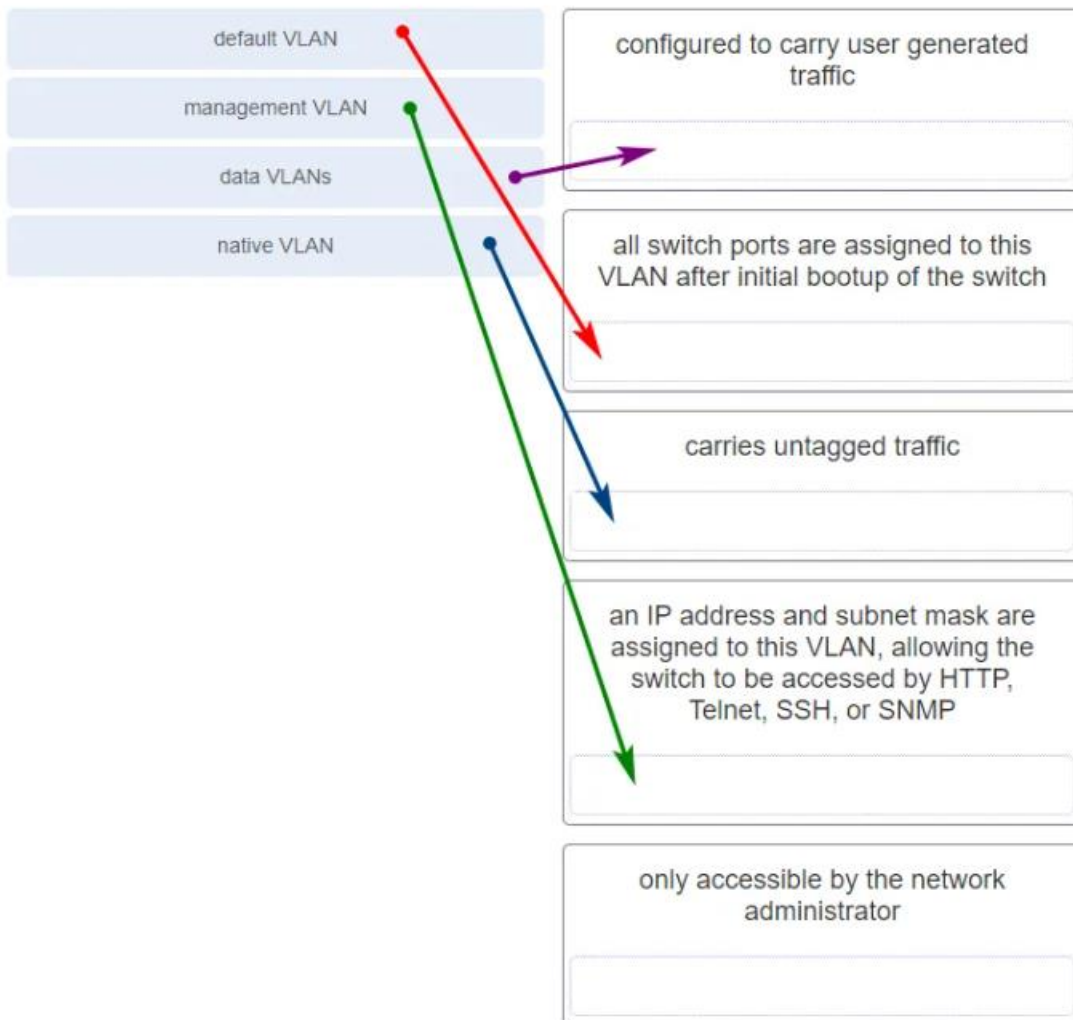 default VLAN
management VLAN
data VLANs
native VLAN
configured to carry user generated
traffic
all switch ports are assigned to this
VLAN after initial bootup of the switch
carries untagged traffic
an IP address and subnet mask are
assigned to this VLAN, allowing the
switch to be accessed by HTTP,
Telnet, SSH, or SNMP
only accessible by the network
administrator